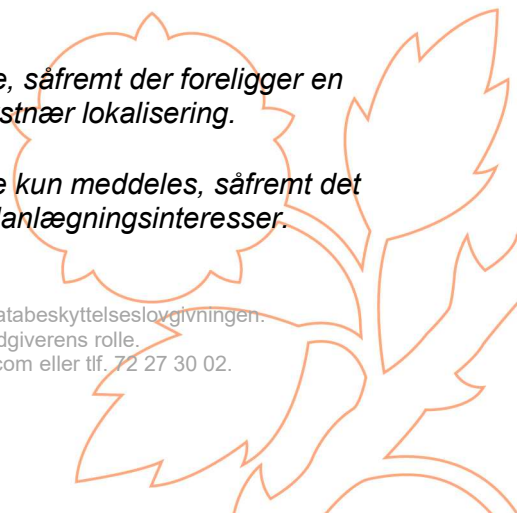 e, såfremt der foreligger en
stnær lokalisering.
e kun meddeles, såfremt det
lanlægningsinteresser.
atabeskyttelseslovgivningen.
dgiverens rolle.
com eller tlf. 72 27 30 02.